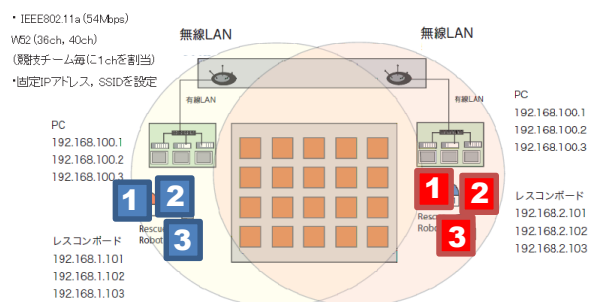 ・IEEE802.11a(54Mbps)
W52(36ch, 40ch)
(競技チーム毎に1chを割当)
・固定IPアドレス, SSIDを設定
無線LAN
無線LAN
有線LAN
有線LAN
PC
192.168.100.1
192.168.100.2
192.168.100.3
PC
192.168.100.1
192.168.100.2
192.168.100.3
1
2
3
Rescue
Robot
1
2
3
Resc
Robo
レスコンボード
192.168.1.101
192.168.1.102
192.168.1.103
レスコンボード
192.168.2.101
192.168.2.102
192.168.2.103